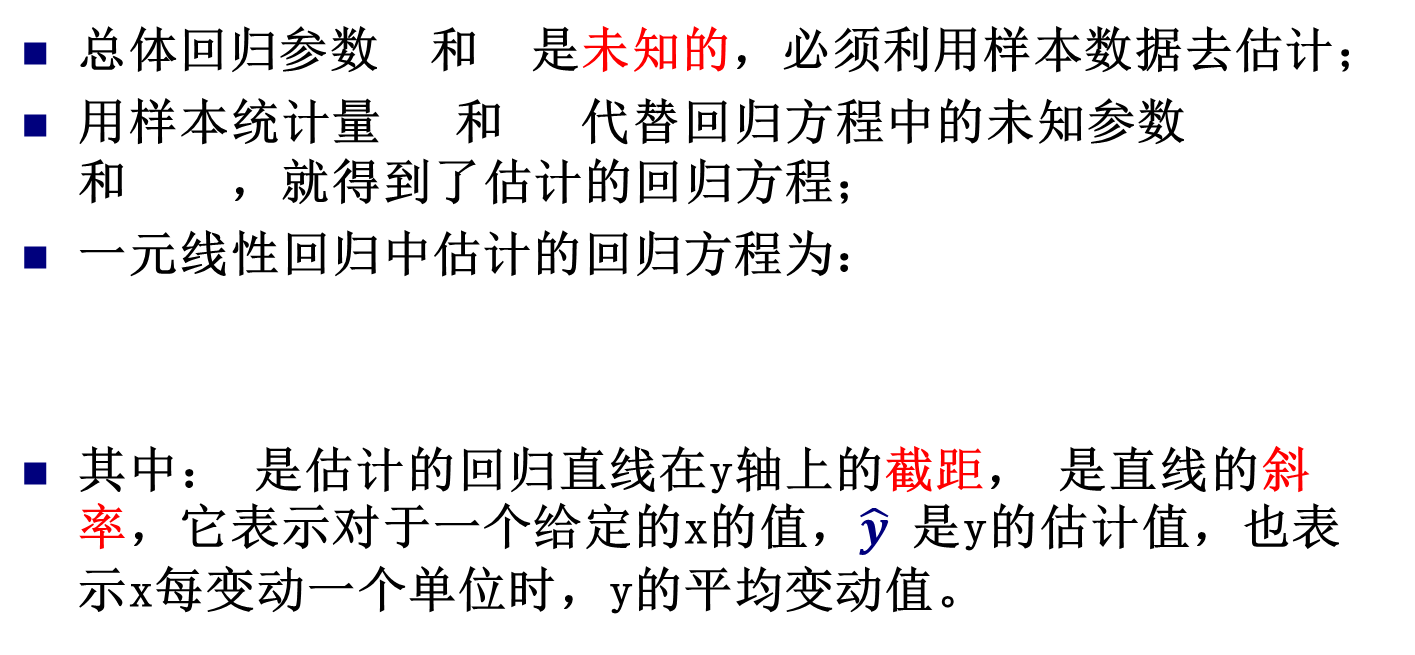 ■ 总体回归参数 和 是未知的，必须利用样本数据去估计；
■ 用样本统计量 和 代替回归方程中的未知参数
和 ，就得到了估计的回归方程；
■ 一元线性回归中估计的回归方程为：
■ 其中： 是估计的回归直线在y轴上的截距， 是直线的斜
率，它表示对于一个给定的x的值，ŷ 是y的估计值，也表
示x每变动一个单位时，y的平均变动值。